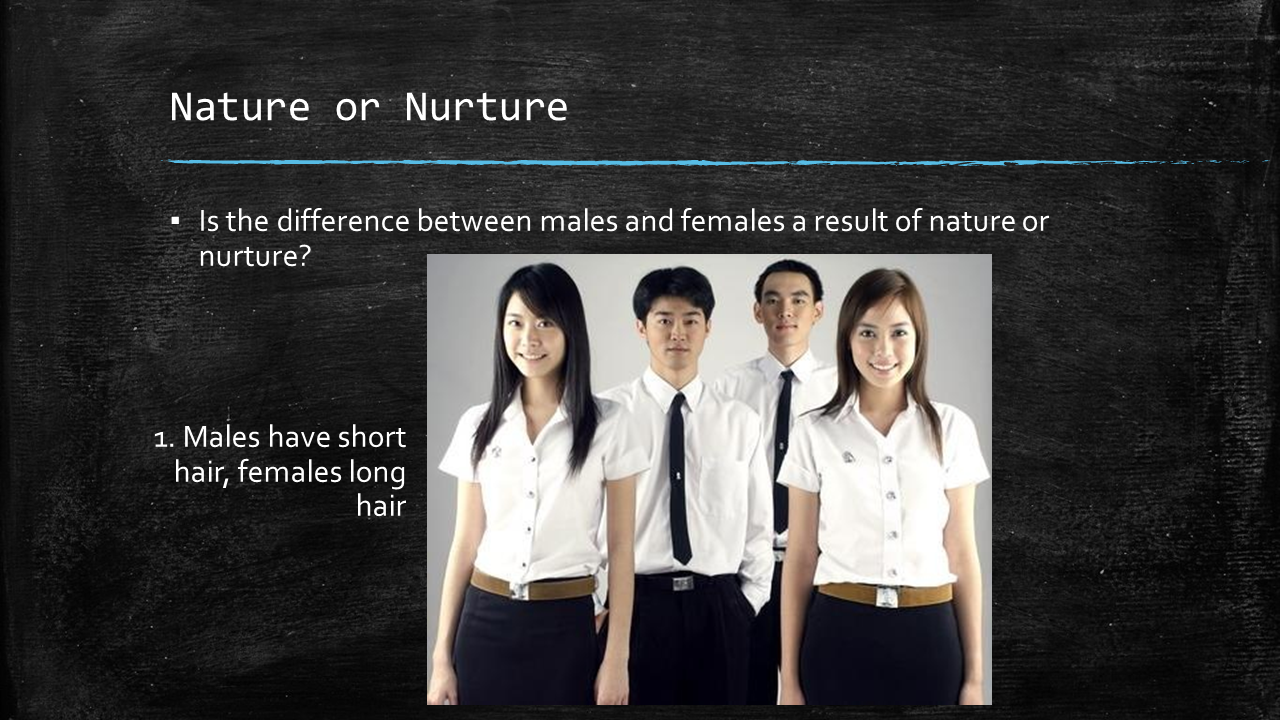 Nature or Nurture
▪ Is the difference between males and females a result of nature or
nurture?
1. Males have short
hair, females long
hair